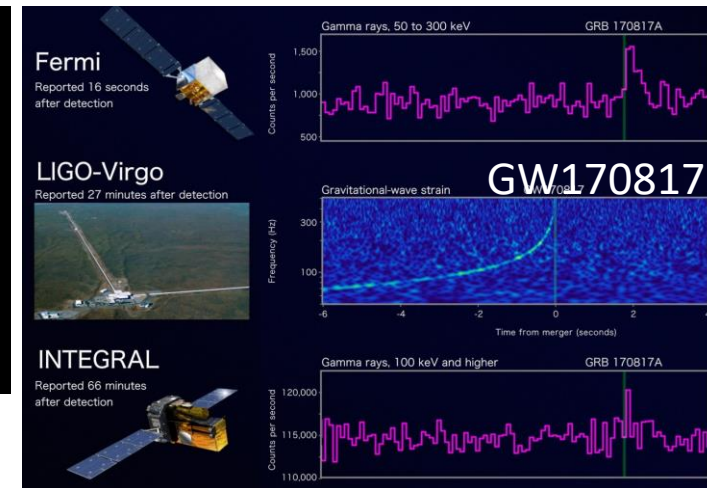 Fermi
Reported 16 seconds
after detection
Gamma rays, 50 to 300 keV
GRB 170817A
Counts per second
1,500
1,000
500
LIGO-Virgo
Reported 27 minutes after detection
Gravitational-wave strain
GW170817
GW170817
Frequency (Hz)
300
100
-6
-4
-2
0
2
4
Time from merger (seconds)
INTEGRAL
Reported 66 minutes
after detection
Gamma rays, 100 keV and higher
GRB 170817A
Counts per second
120,000
115,000
110,000